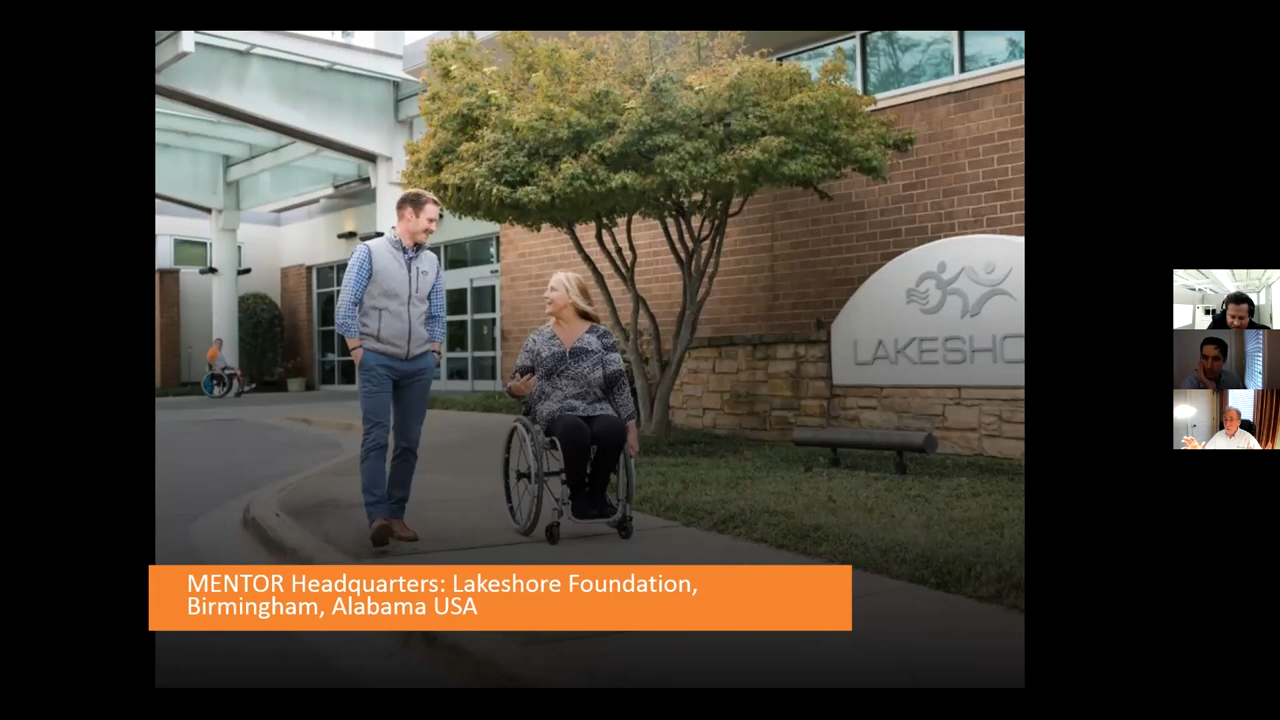 LAKESHO
MENTOR Headquarters: Lakeshore Foundation,
Birmingham, Alabama USA